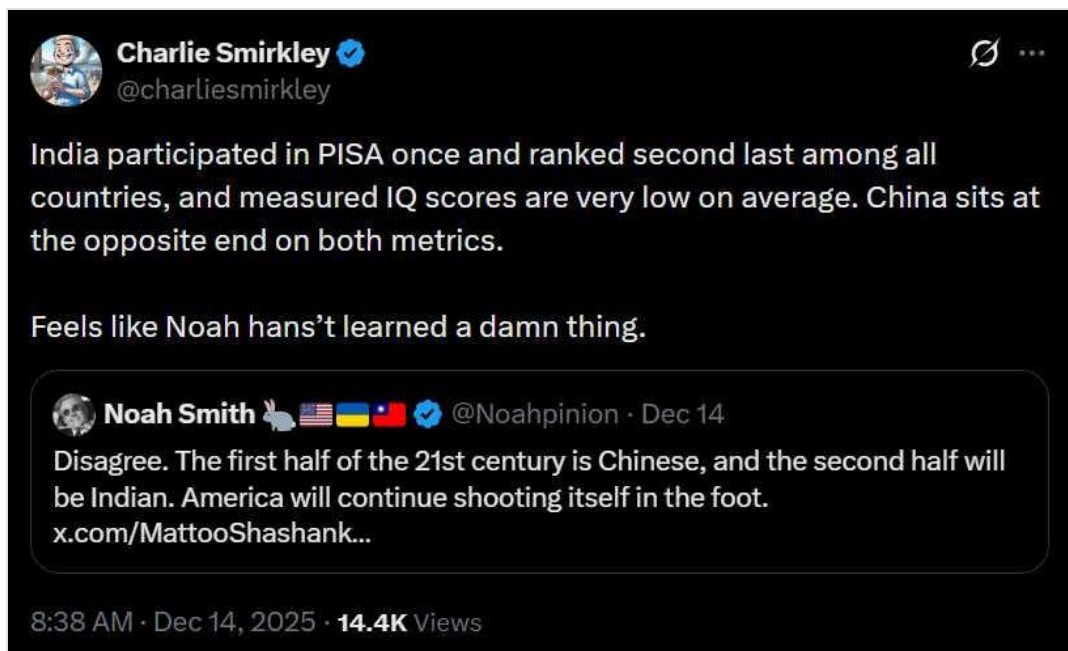 Charlie Smirkley
@charliesmirkley
India participated in PISA once and ranked second last among all
countries, and measured IQ scores are very low on average. China sits at
the opposite end on both metrics.
Feels like Noah hans’t learned a damn thing.
Noah Smith 🐇🇺🇸🇺🇦🇹🇼 @Noahpinion · Dec 14
Disagree. The first half of the 21st century is Chinese, and the second half will
be Indian. America will continue shooting itself in the foot.
x.com/MattooShashank...
8:38 AM · Dec 14, 2025 · 14.4K Views